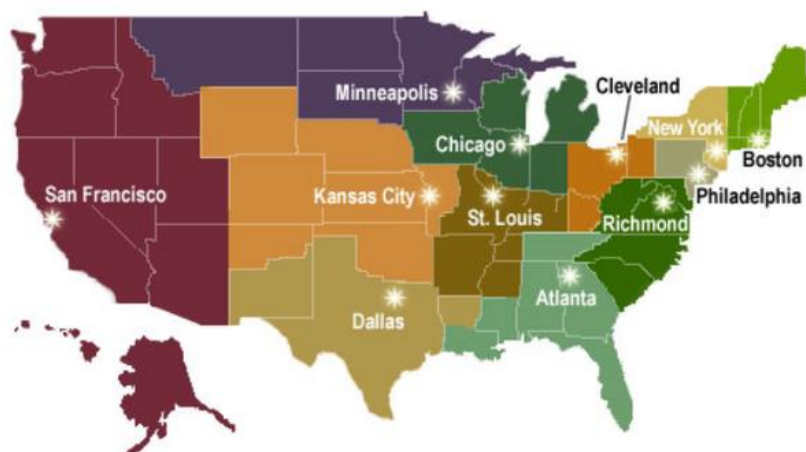 Cleveland
Minneapolis
New York
Chicago
Boston
San Francisco
Kansas City
Philadelphia
St. Louis
Richmond
Atlanta
Dallas